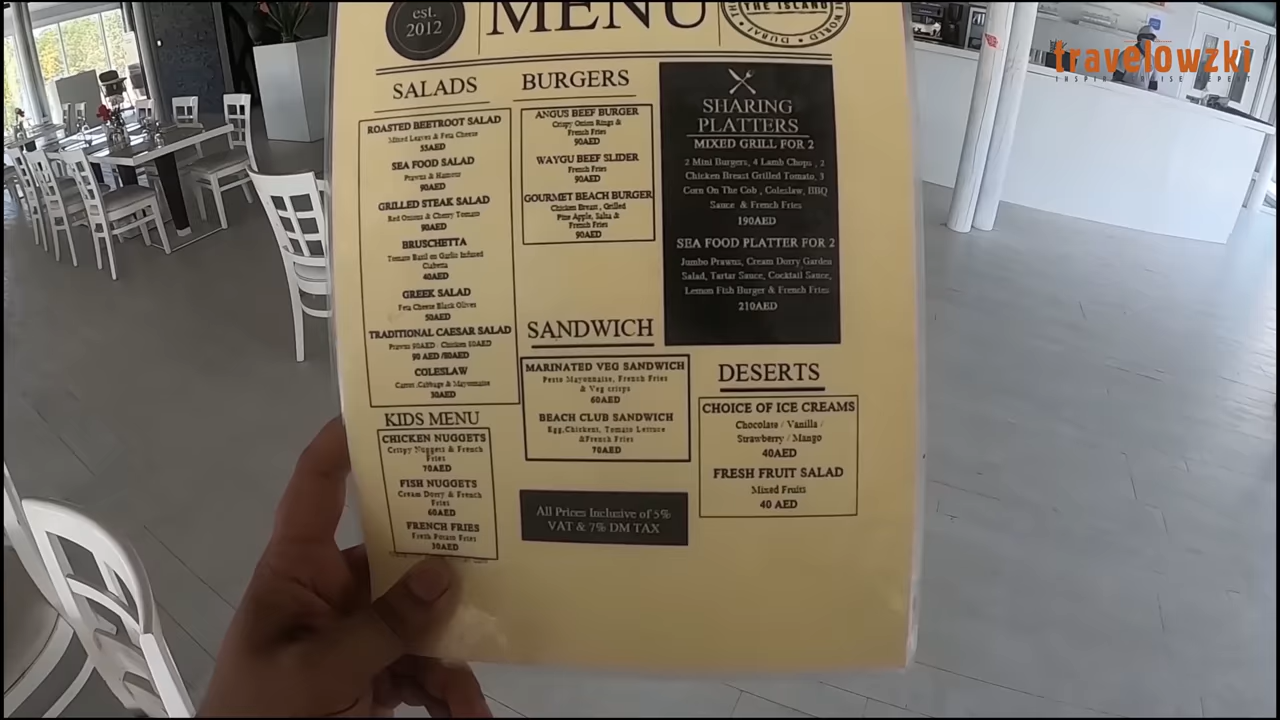 est.
2012
MENU
THE ISLAND
WORLD • DUBAI • THE
travelowzki
SALADS
ROASTED BEETROOT SALAD
Mixed Leaves & Feta Cheese
55AED
SEA FOOD SALAD
Prawns & Hamour
90AED
GRILLED STEAK SALAD
Red Onions & Cherry Tomato
90AED
BRUSCHETTA
Tomato Basil on Garlic Infused
Ciabetta
40AED
GREEK SALAD
Feta Cheese Black Olives
50AED
TRADITIONAL CAESAR SALAD
Prawns 90AED Chicken 80AED
90 AED /80AED
COLESLAW
Carrot ,Cabbage & Mayonnaise
30AED
KIDS MENU
CHICKEN NUGGETS
Crispy Nuggets & French
Fries
70AED
FISH NUGGETS
Cream Dorry & French
Fries
60AED
FRENCH FRIES
Fresh Potato Fries
30AED
BURGERS
ANGUS BEEF BURGER
Crispy Onion Rings &
French Fries
90AED
WAYGU BEEF SLIDER
French Fries
90AED
GOURMET BEACH BURGER
Chicken Breast , Grilled
Pine Apple, Salsa &
French Fries
90AED
SANDWICH
MARINATED VEG SANDWICH
Pesto Mayonnaise, French Fries
& Veg crisps
60AED
BEACH CLUB SANDWICH
Egg,Chickent, Tomato Lettuce
&French Fries
70AED
All Prices Inclusive of 5%
VAT & 7% DM TAX
SHARING
PLATTERS
MIXED GRILL FOR 2
2 Mini Burgers, 4 Lamb Chops , 2
Chicken Breast Grilled Tomato, 3
Corn On The Cob , Coleslaw, BBQ
Sauce & French Fries
190AED
SEA FOOD PLATTER FOR 2
Jumbo Prawns, Cream Dorry Garden
Salad, Tartar Sauce, Cocktail Sauce,
Lemon Fish Burger & French Fries
210AED
DESERTS
CHOICE OF ICE CREAMS
Chocolate / Vanilla /
Strawberry / Mango
40AED
FRESH FRUIT SALAD
Mixed Fruits
40 AED